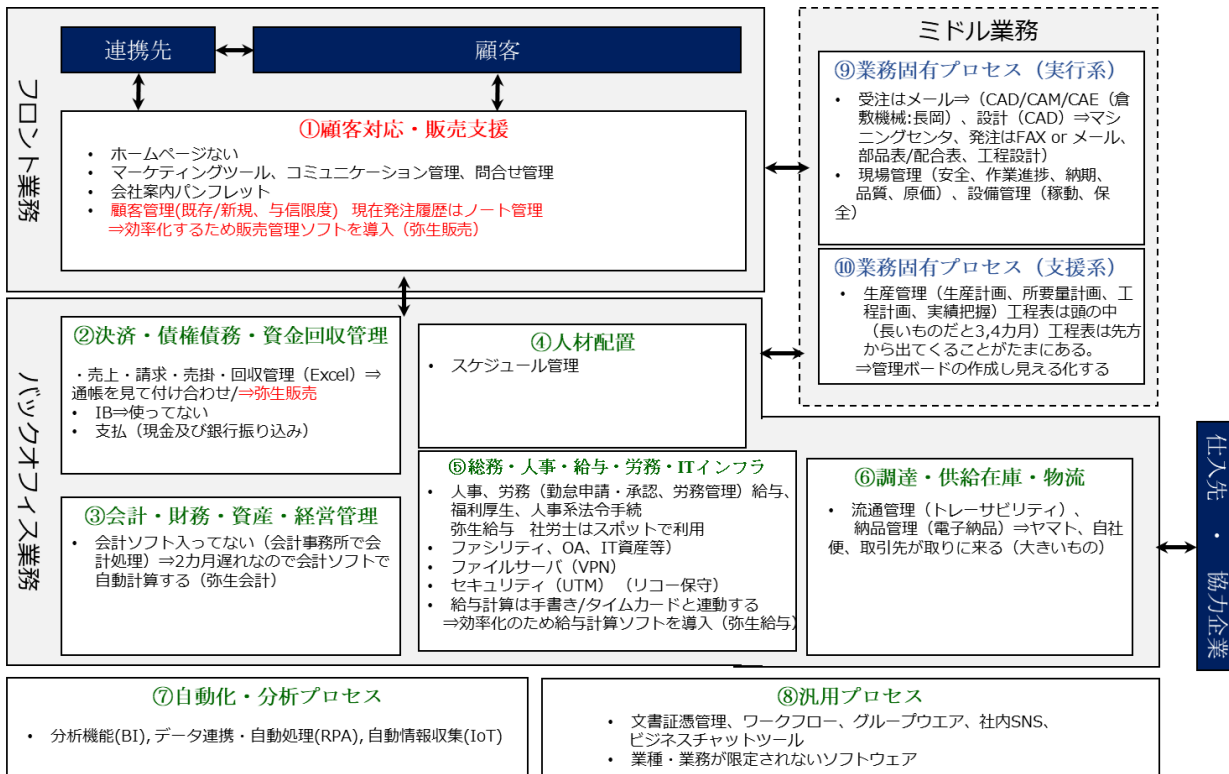 フロント業務
連携先
顧客
①顧客対応・販売支援
• ホームページない
• マーケティングツール、コミュニケーション管理、問合せ管理
• 会社案内パンフレット
• 顧客管理(既存/新規、与信限度) 現在発注履歴はノート管理
⇒効率化するため販売管理ソフトを導入（弥生販売）
ミドル業務
⑨業務固有プロセス（実行系）
• 受注はメール⇒（CAD/CAM/CAE（倉
敷機械:長岡）、設計（CAD）⇒マシ
ニングセンタ、発注はFAX or メール、
部品表/配合表、工程設計）
• 現場管理（安全、作業進捗、納期、
品質、原価）、設備管理（稼動、保
全）
⑩業務固有プロセス（支援系）
• 生産管理（生産計画、所要量計画、工
程計画、実績把握）工程表は頭の中
（長いものだと3,4カ月）工程表は先方
から出てくることがたまにある。
⇒管理ボードの作成し見える化する
バックオフィス業務
②決済・債権債務・資金回収管理
・売上・請求・売掛・回収管理（Excel）⇒
通帳を見て付け合わせ/⇒弥生販売
• IB⇒使ってない
• 支払（現金及び銀行振り込み）
④人材配置
• スケジュール管理
③会計・財務・資産・経営管理
• 会計ソフト入ってない（会計事務所で会
計処理）⇒2カ月遅れなので会計ソフトで
自動計算する（弥生会計）
⑤総務・人事・給与・労務・ITインフラ
• 人事、労務（勤怠申請・承認、労務管理）給与、
福利厚生、人事系法令手続
弥生給与　社労士はスポットで利用
• ファシリティ、OA、IT資産等）
• ファイルサーバ（VPN）
• セキュリティ（UTM）（リコー保守）
• 給与計算は手書き/タイムカードと連動する
⇒効率化のため給与計算ソフトを導入（弥生給与）
⑥調達・供給在庫・物流
• 流通管理（トレーサビリティ）、
納品管理（電子納品）⇒ヤマト、自社
便、取引先が取りに来る（大きいもの）
仕入先・協力企業
⑦自動化・分析プロセス
• 分析機能(BI), データ連携・自動処理(RPA), 自動情報収集(IoT)
⑧汎用プロセス
• 文書証憑管理、ワークフロー、グループウエア、社内SNS、
ビジネスチャットツール
• 業種・業務が限定されないソフトウェア